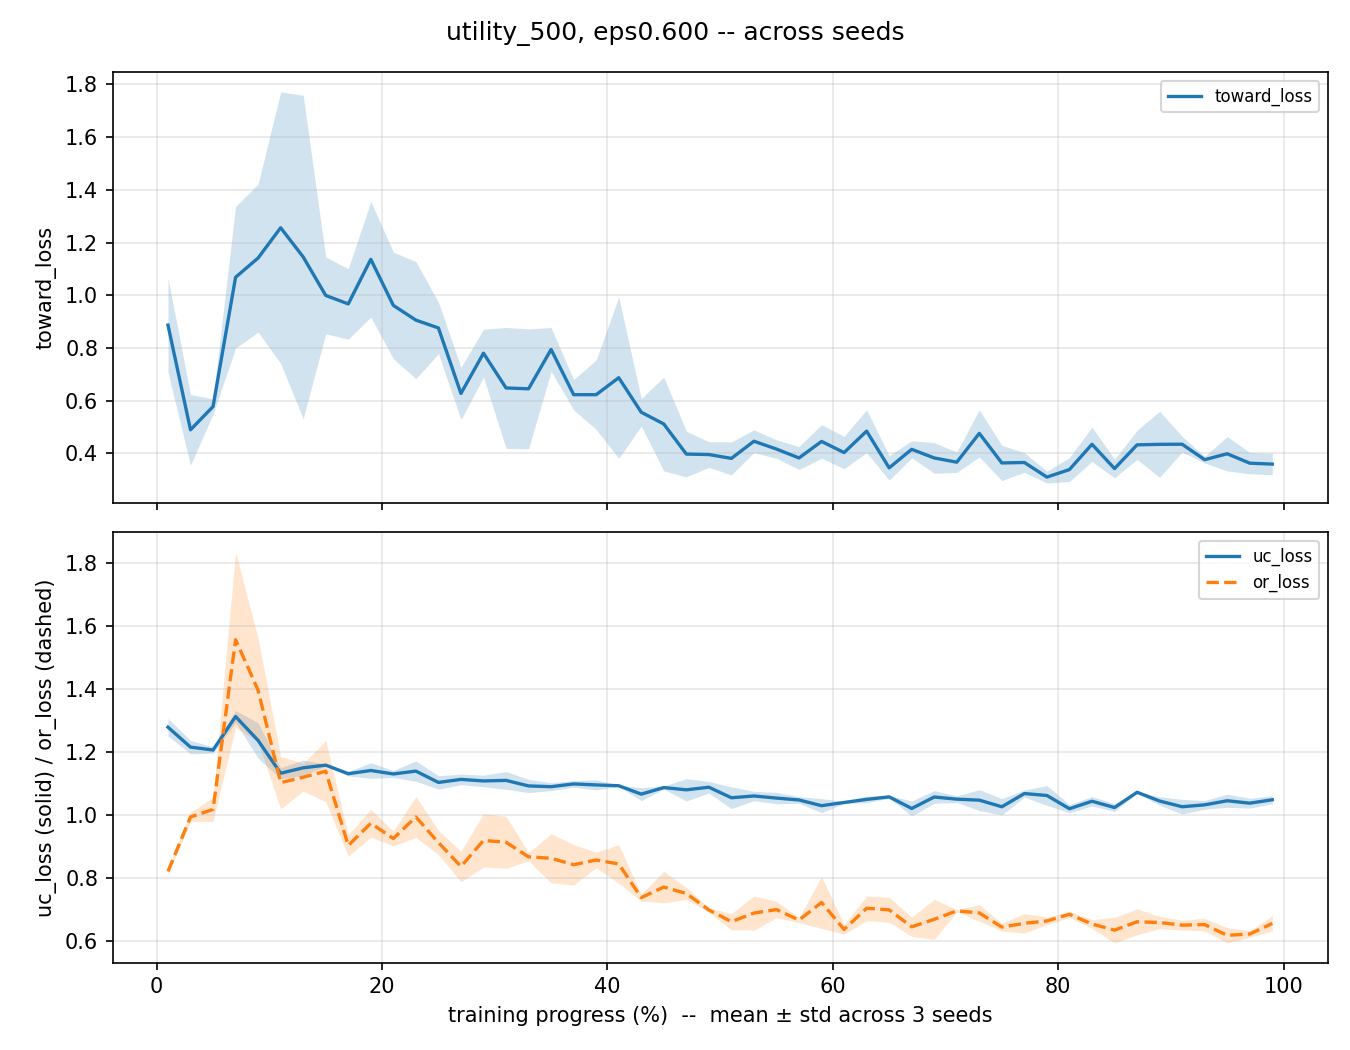 utility_500, eps0.600 -- across seeds
1.8
1.6
1.4
1.2
1.0
0.8
0.6
0.4
toward_loss
toward_loss
1.8
1.6
1.4
1.2
1.0
0.8
0.6
uc_loss (solid) / or_loss (dashed)
uc_loss
or_loss
0 20 40 60 80 100
training progress (%) -- mean ± std across 3 seeds